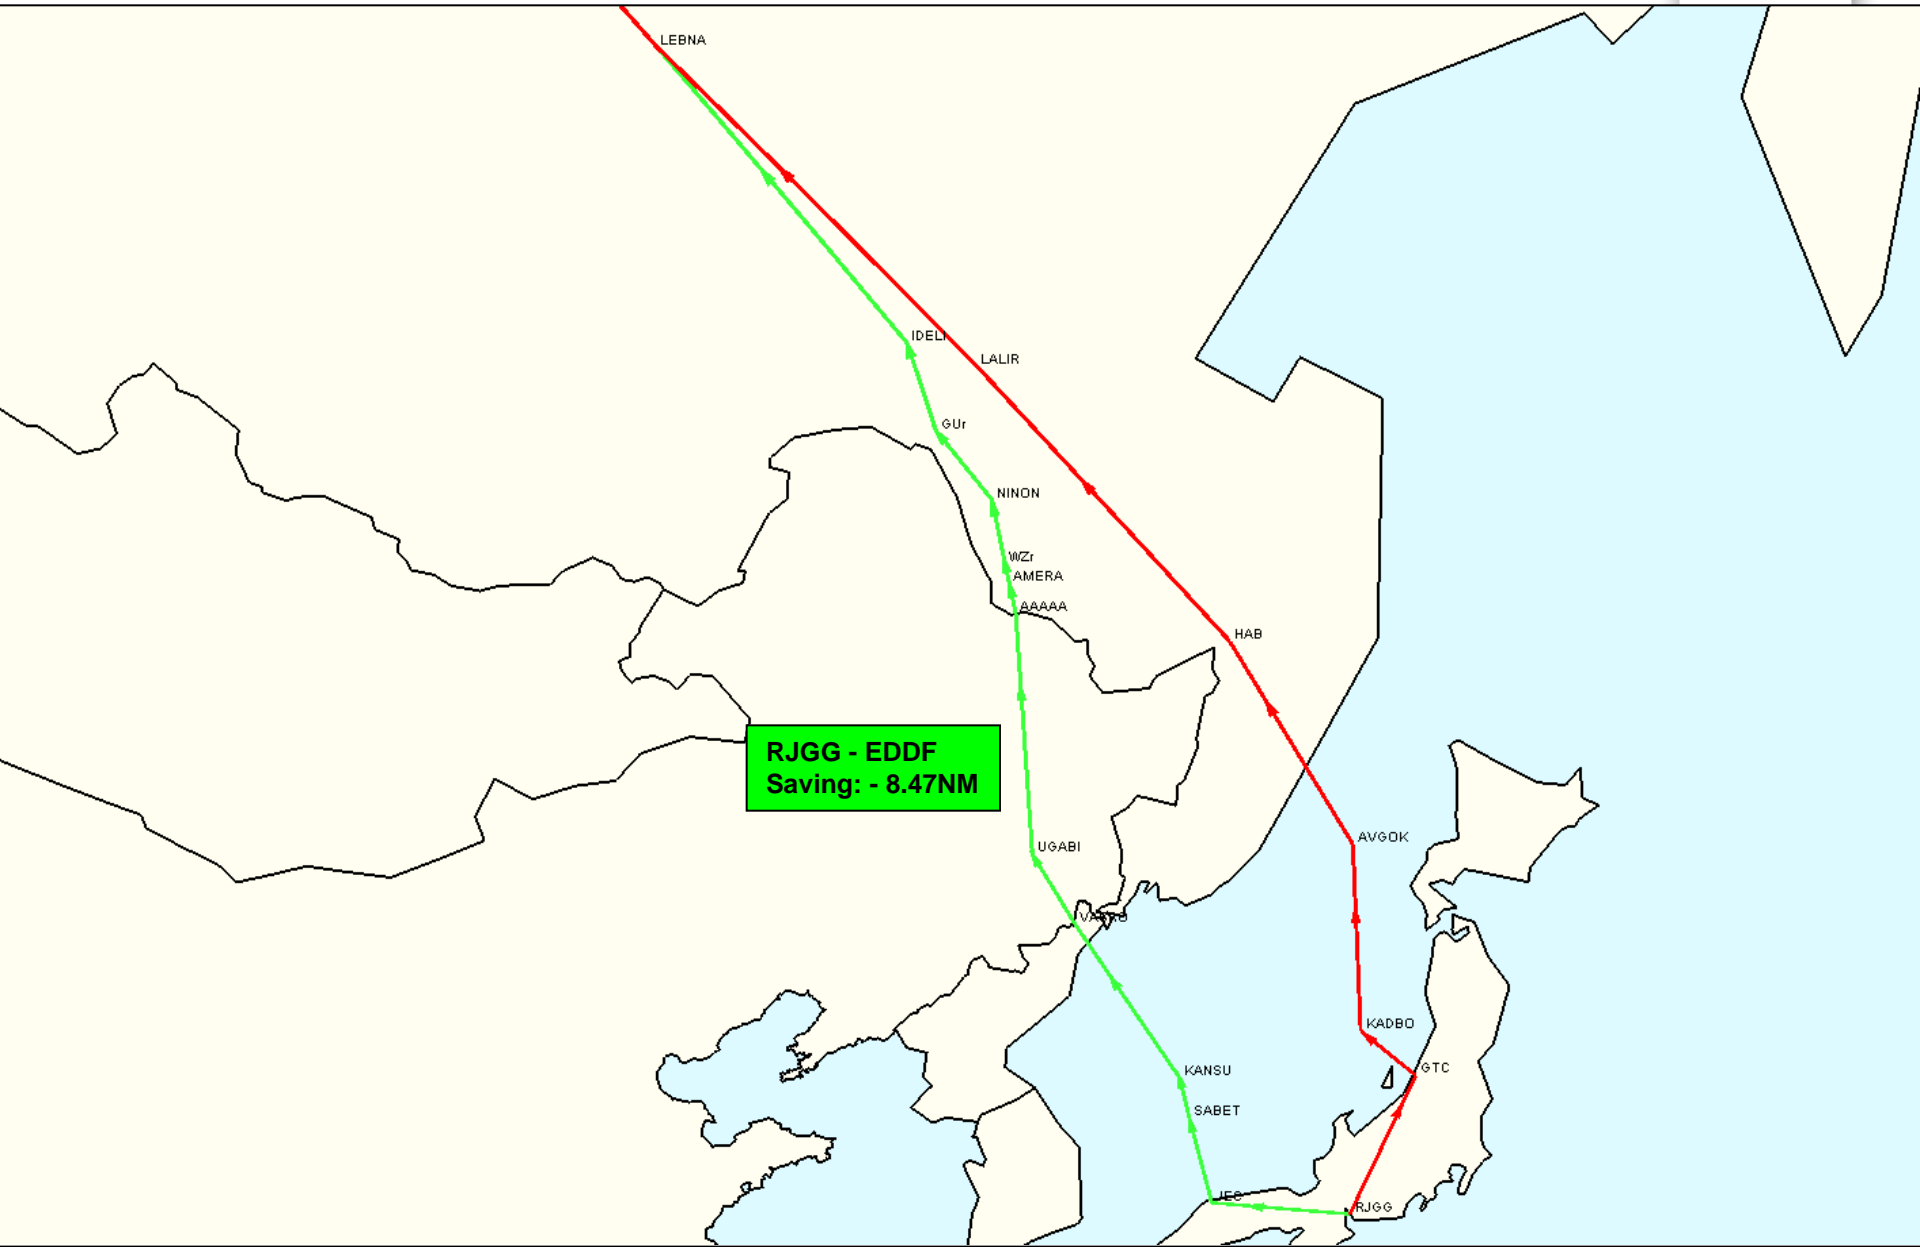 LEBNA
IDELI
LALIR
GUr
NINON
WZr
AMERA
AAAAA
HAB
RJGG - EDDF
Saving: - 8.47NM
AVGOK
UGABI
KADBO
GTC
KANSU
SABET
JEC
RJGG